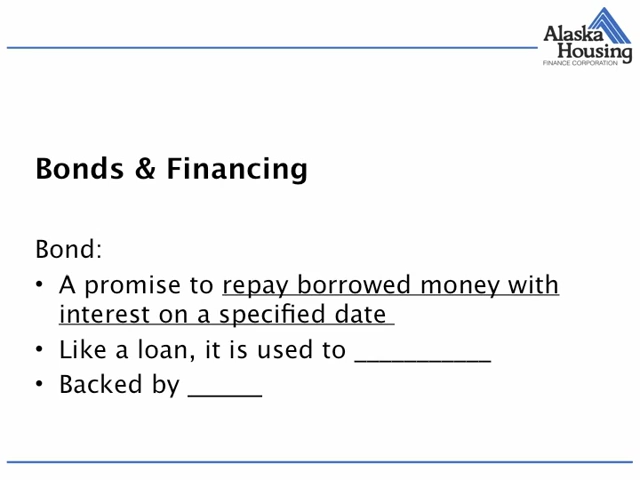 Alaska
Housing
FINANCE CORPORATION
Bonds & Financing
Bond:
• A promise to repay borrowed money with
interest on a specified date
• Like a loan, it is used to ___________
• Backed by ______